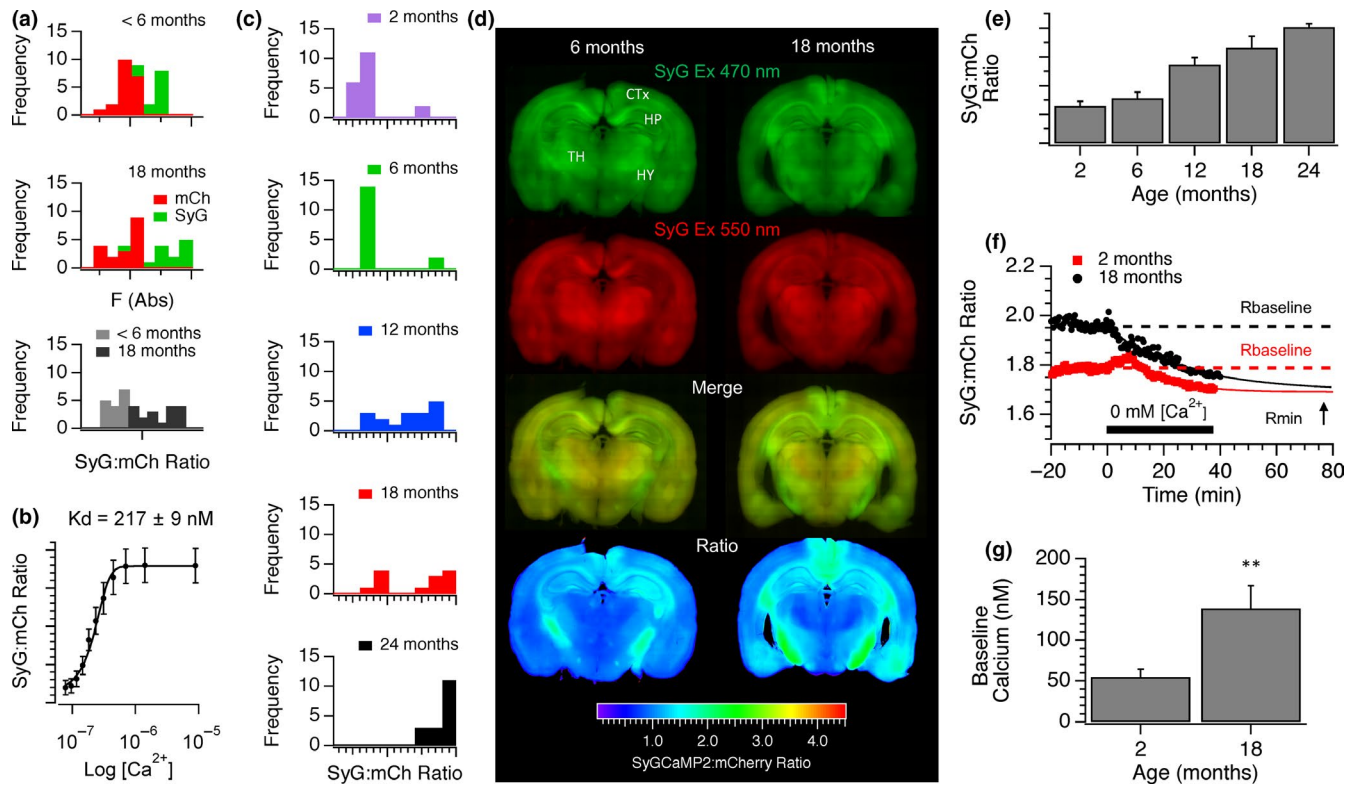 (a)
< 6 months
Frequency
15
10
5
0
18 months
mCh
SyG
Frequency
15
10
5
0
F (Abs)
< 6 months
18 months
Frequency
15
10
5
0
SyG:mCh Ratio
(b)
Kd = 217 ± 9 nM
SyG:mCh Ratio
10⁻⁷ 10⁻⁶ 10⁻⁵
Log [Ca²⁺]
(c)
2 months
Frequency
15
10
5
0
6 months
Frequency
15
10
5
0
12 months
Frequency
15
10
5
0
18 months
Frequency
15
10
5
0
24 months
Frequency
15
10
5
0
SyG:mCh Ratio
(d)
6 months 18 months
SyG Ex 470 nm
CTx
HP
TH
HY
SyG Ex 550 nm
Merge
Ratio
1.0 2.0 3.0 4.0
SyGCaMP2:mCherry Ratio
(e)
SyG:mCh
Ratio
2 6 12 18 24
Age (months)
(f)
2 months
18 months
SyG:mCh Ratio
2.2
2.0
1.8
1.6
Rbaseline
Rbaseline
0 mM [Ca²⁺]
Rmin
−20 0 20 40 60 80
Time (min)
(g)
Baseline
Calcium (nM)
200
150
100
50
0
**
2 18
Age (months)